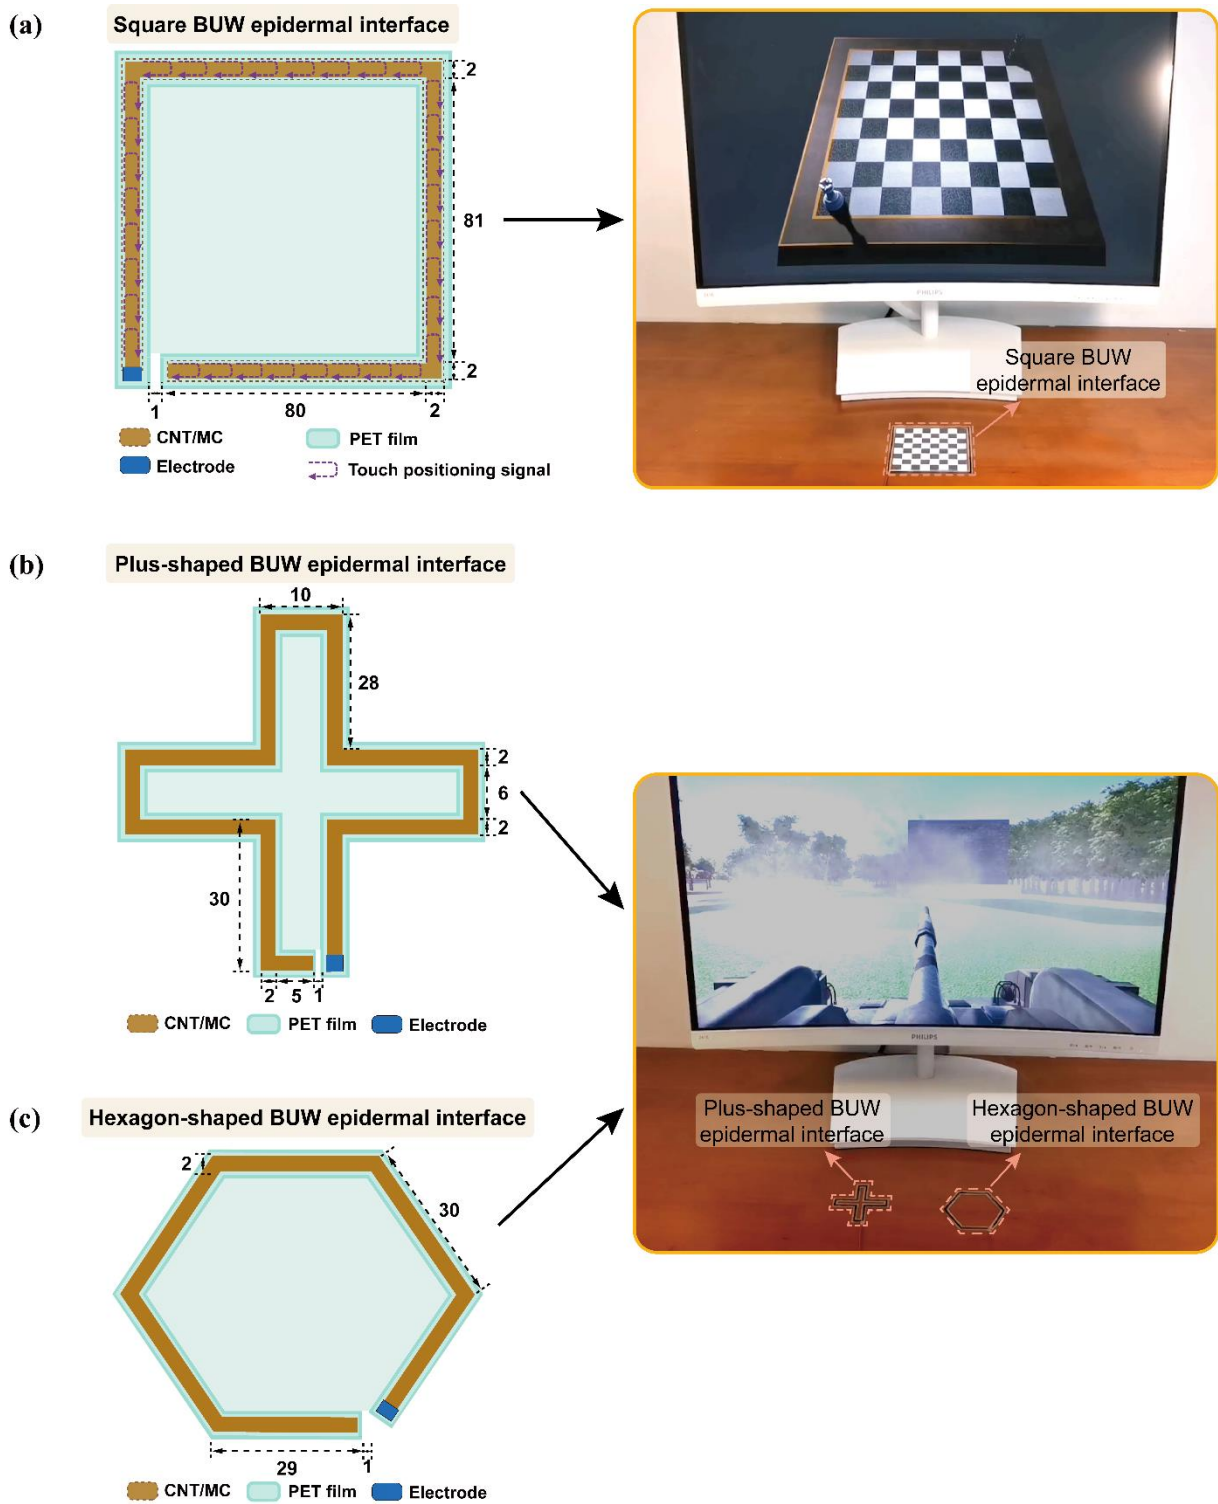 (a)
Square BUW epidermal interface
2
81
2
1
80
2
CNT/MC
PET film
Electrode
Touch positioning signal
PHILIPS
Square BUW
epidermal interface
(b)
Plus-shaped BUW epidermal interface
10
28
2
6
2
30
2
5
1
CNT/MC
PET film
Electrode
PHILIPS
Plus-shaped BUW
epidermal interface
Hexagon-shaped BUW
epidermal interface
(c)
Hexagon-shaped BUW epidermal interface
2
30
29
1
CNT/MC
PET film
Electrode